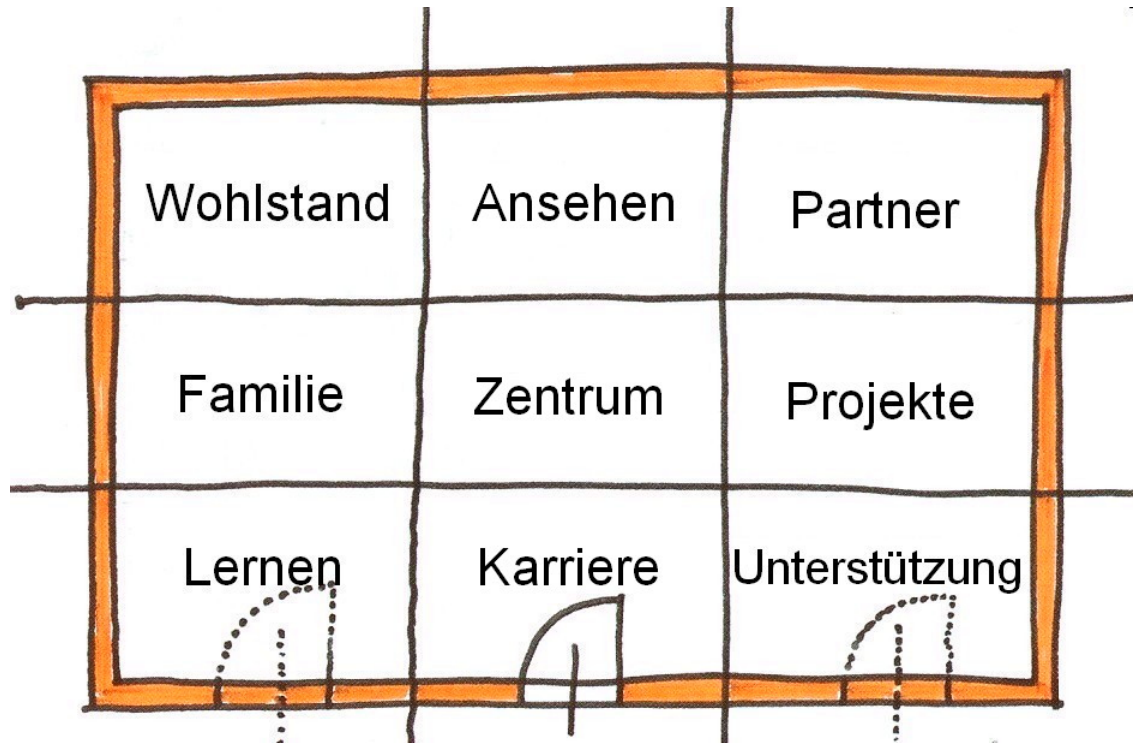 Wohlstand
Ansehen
Partner
Familie
Zentrum
Projekte
Lernen
Karriere
Unterstützung